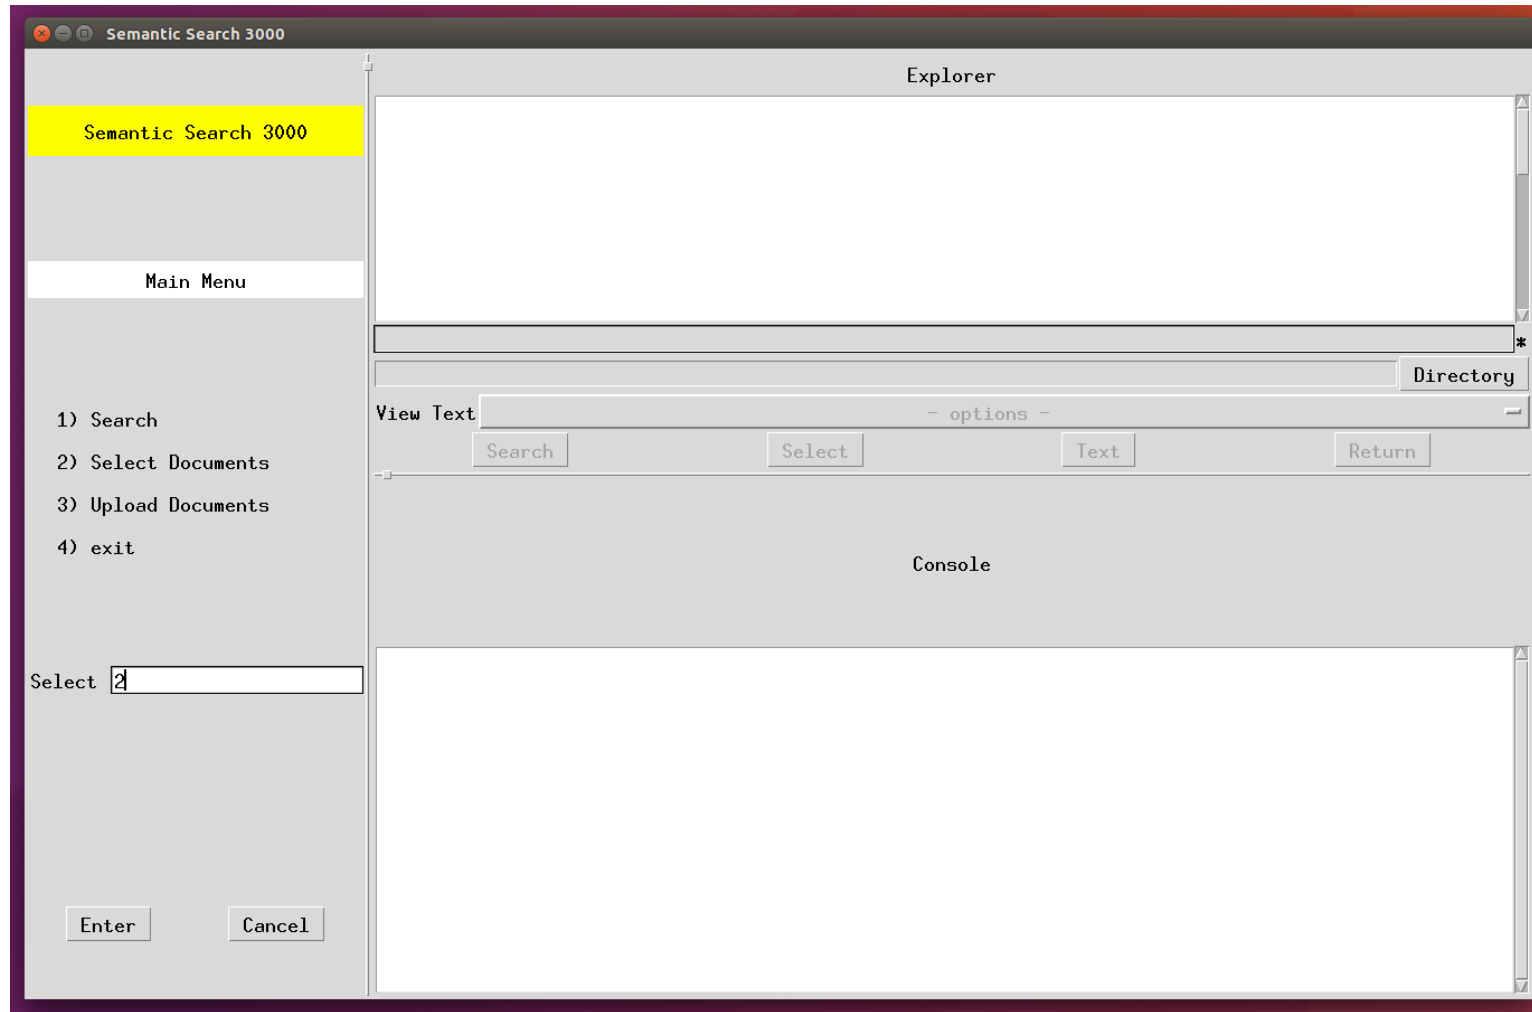 Semantic Search 3000
Semantic Search 3000
Main Menu
1) Search
2) Select Documents
3) Upload Documents
4) exit
Select 2
Enter Cancel
Explorer
*
Directory
View Text - options -
Search Select Text Return
Console